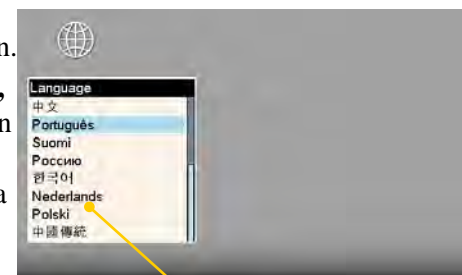 n.
Language
,
中文
n
Português
Suomi
Россию
한국어
a
Nederlands
Polski
中國傳統